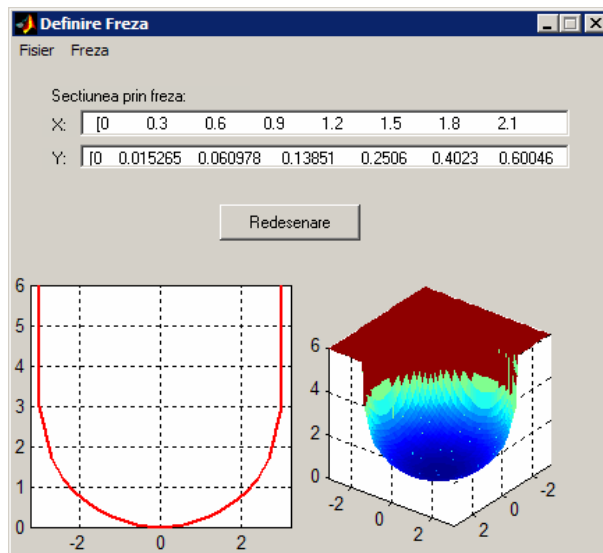 Definire Freza
Fisier Freza
Sectiunea prin freza:
X: [0 0.3 0.6 0.9 1.2 1.5 1.8 2.1
Y: [0 0.015265 0.060978 0.13851 0.2506 0.4023 0.60046
Redesenare
6
5
4
3
2
1
0
-2 0 2
6
4
2
0
-2 0 2
2 0 -2